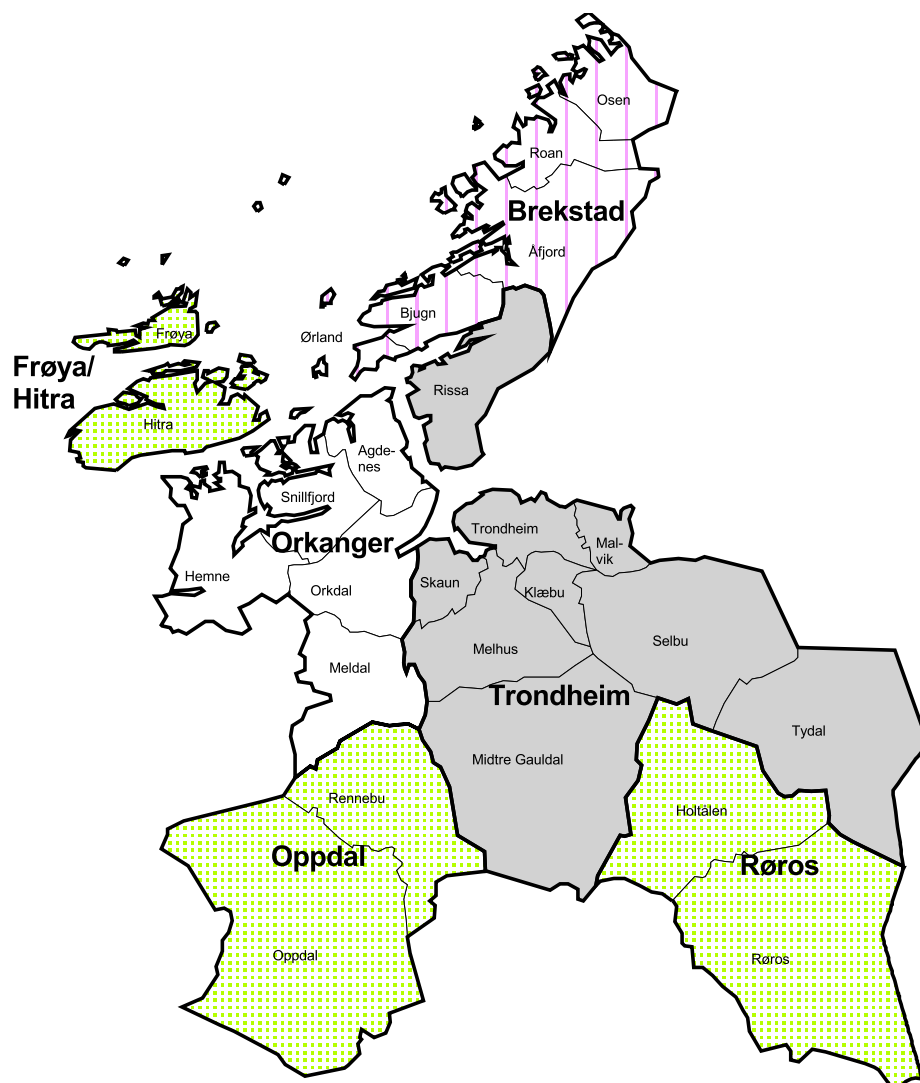 Osen
Roan
Brekstad
Åfjord
Bjugn
Ørland
Frøya
Frøya/
Hitra
Rissa
Hitra
Agde-
nes
Snillfjord
Trondheim
Orkanger
Mal-
vik
Hemne
Skaun
Orkdal
Klæbu
Selbu
Melhus
Meldal
Trondheim
Tydal
Midtre Gauldal
Rennebu
Holtålen
Oppdal
Røros
Oppdal
Røros